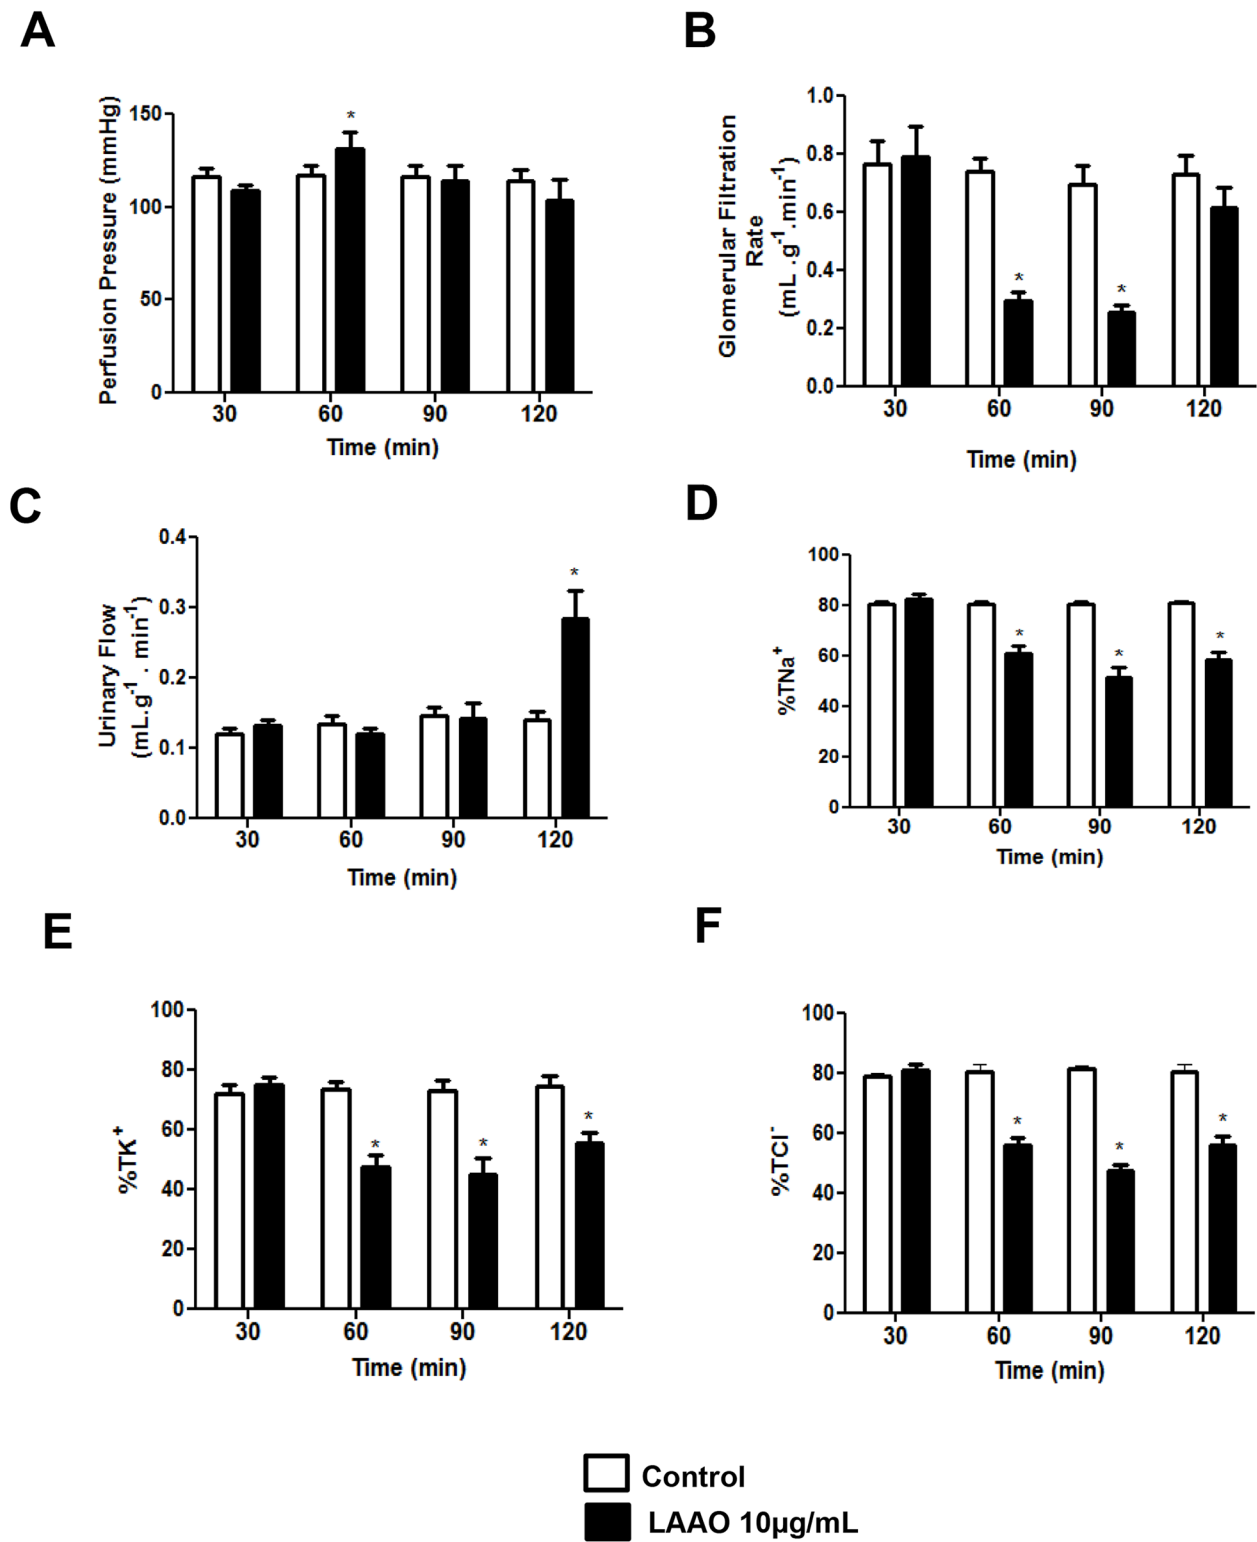 A
Perfusion Pressure (mmHg)
150
100
50
0
*
30 60 90 120
Time (min)
B
Glomerular Filtration
Rate
(mL .g⁻¹.min⁻¹)
1.0
0.8
0.6
0.4
0.2
0.0
* *
30 60 90 120
Time (min)
C
Urinary Flow
(mL.g⁻¹ . min⁻¹)
0.4
0.3
0.2
0.1
0.0
*
30 60 90 120
Time (min)
D
%TNa⁺
100
80
60
40
20
0
* * *
30 60 90 120
Time (min)
E
%TK⁺
100
80
60
40
20
0
* * *
30 60 90 120
Time (min)
F
%TCl⁻
100
80
60
40
20
0
* * *
30 60 90 120
Time (min)
Control
LAAO 10µg/mL